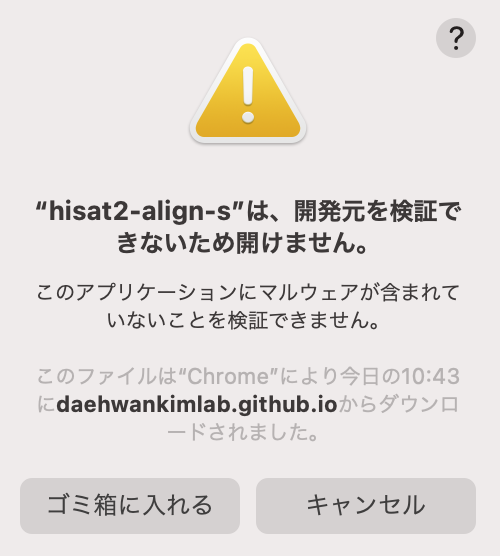 ?
“hisat2-align-s”は、開発元を検証で
きないため開けません。
このアプリケーションにマルウェアが含まれて
いないことを検証できません。
このファイルは“Chrome”により今日の10:43
にdaehwankimlab.github.ioからダウンロ
ードされました。
ゴミ箱に入れる
キャンセル